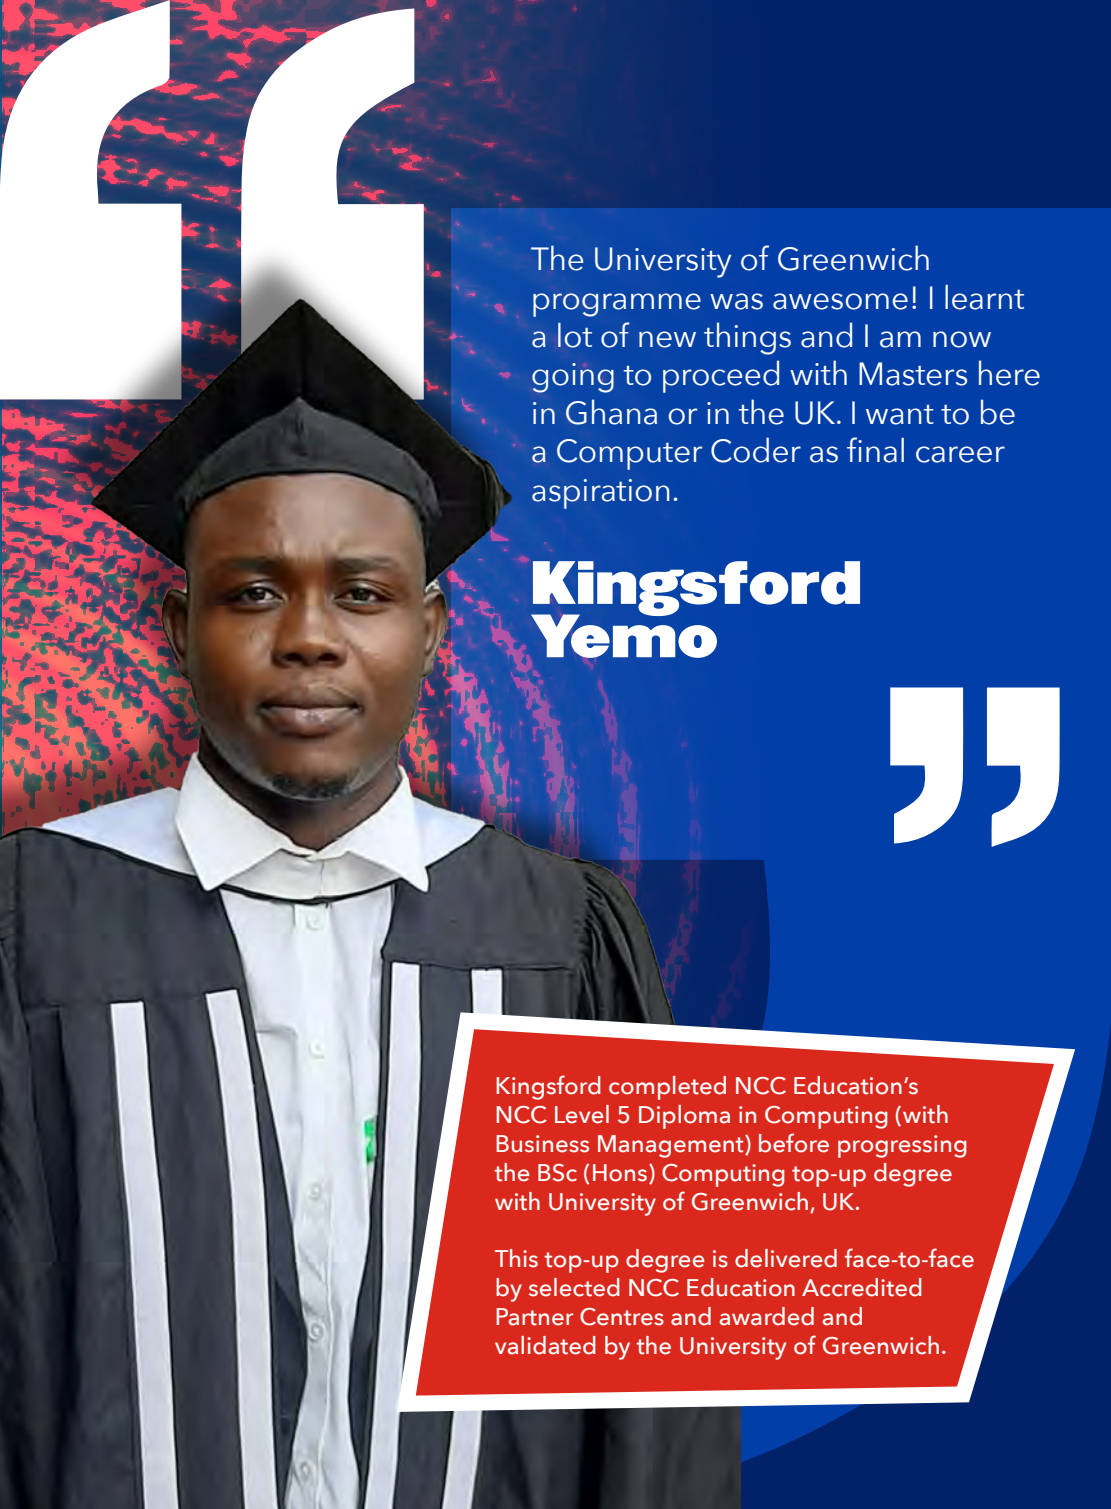 The University of Greenwich
programme was awesome! I learnt
a lot of new things and I am now
going to proceed with Masters here
in Ghana or in the UK. I want to be
a Computer Coder as final career
aspiration.
Kingsford
Yemo
Kingsford completed NCC Education’s
NCC Level 5 Diploma in Computing (with
Business Management) before progressing
the BSc (Hons) Computing top-up degree
with University of Greenwich, UK.
This top-up degree is delivered face-to-face
by selected NCC Education Accredited
Partner Centres and awarded and
validated by the University of Greenwich.